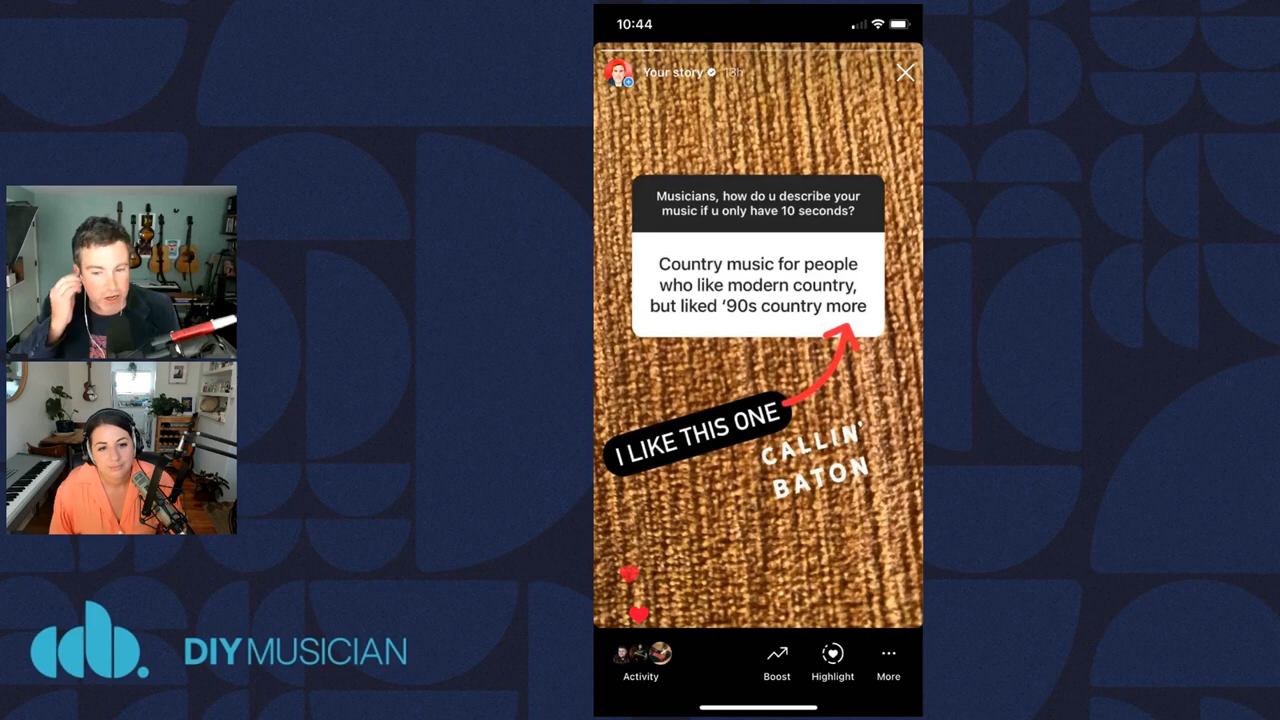 10:44
Your story
13h
Musicians, how do u describe your
music if u only have 10 seconds?
Country music for people
who like modern country,
but liked ‘90s country more
I LIKE THIS ONE
CALLIN'
BATON
Activity
Boost
Highlight
More
cdb.
DIY MUSICIAN